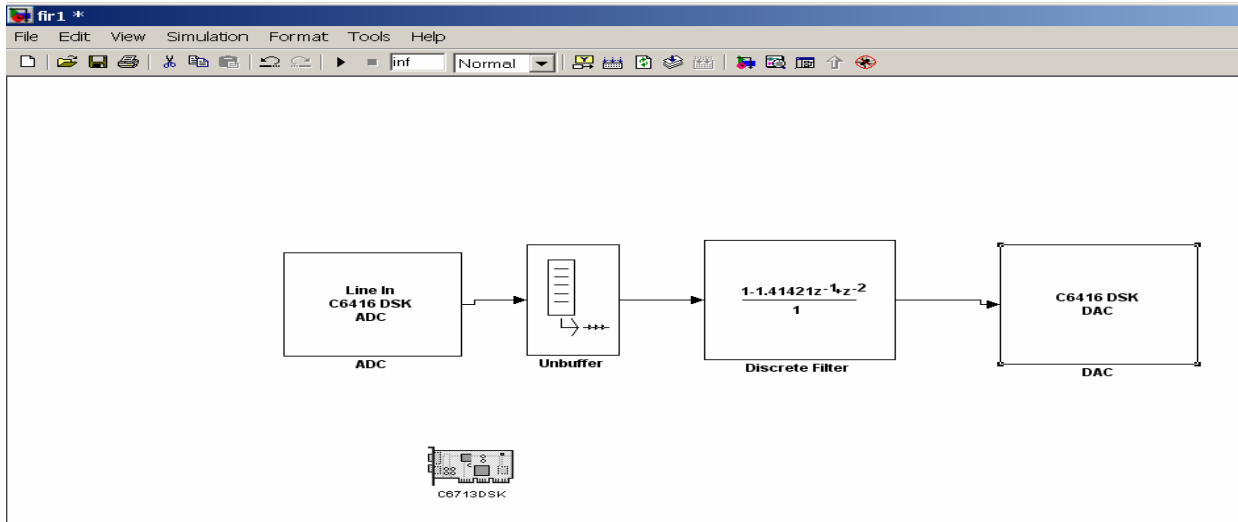 fir1 *
File Edit View Simulation Format Tools Help
inf Normal
Line In
C6416 DSK
ADC
ADC
Unbuffer
1-1.41421z-1+z-2
1
Discrete Filter
C6416 DSK
DAC
DAC
C6713DSK